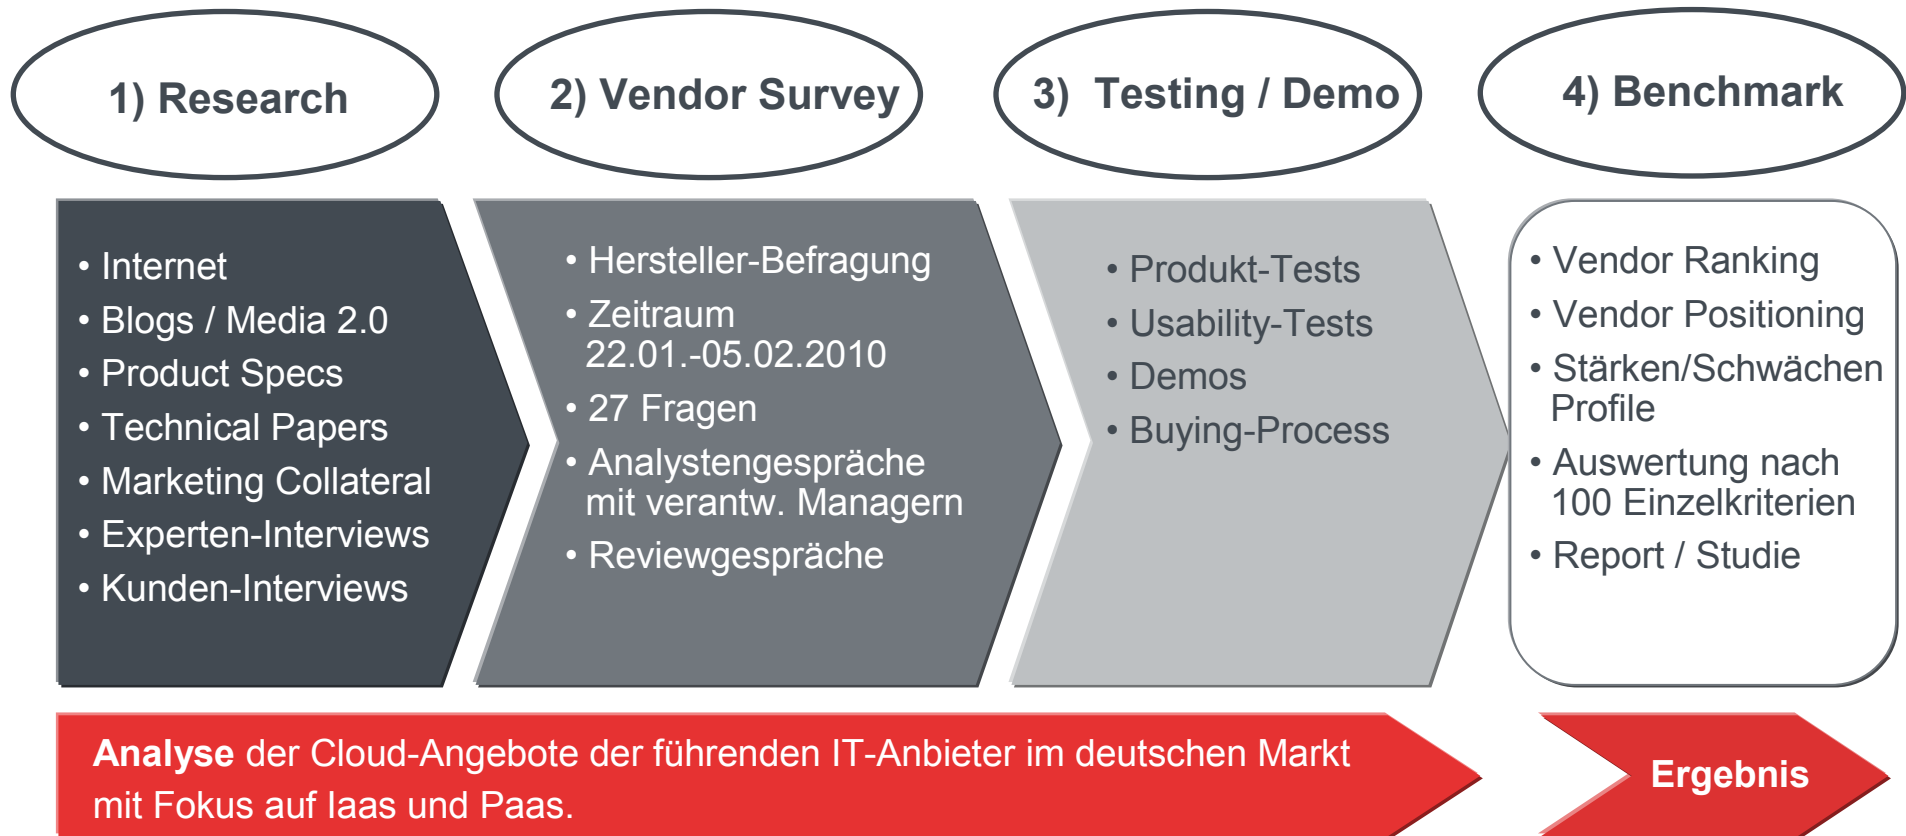 1) Research
• Internet
• Blogs / Media 2.0
• Product Specs
• Technical Papers
• Marketing Collateral
• Experten-Interviews
• Kunden-Interviews
2) Vendor Survey
• Hersteller-Befragung
• Zeitraum
22.01.-05.02.2010
• 27 Fragen
• Analystengespräche
mit verantw. Managern
• Reviewgespräche
3) Testing / Demo
• Produkt-Tests
• Usability-Tests
• Demos
• Buying-Process
4) Benchmark
• Vendor Ranking
• Vendor Positioning
• Stärken/Schwächen
Profile
• Auswertung nach
100 Einzelkriterien
• Report / Studie
Analyse der Cloud-Angebote der führenden IT-Anbieter im deutschen Markt
mit Fokus auf Iaas und Paas.
Ergebnis